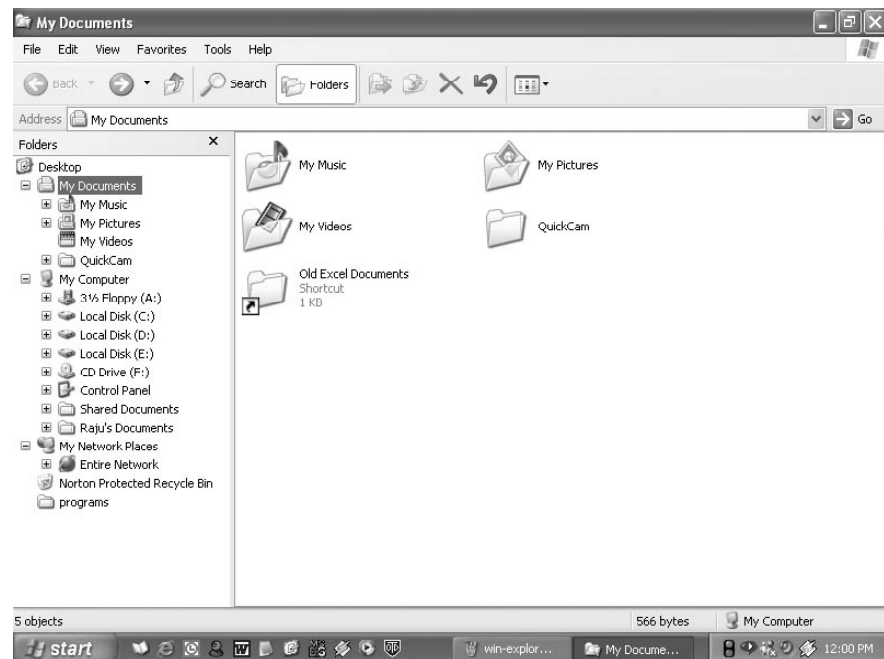 My Documents
File Edit View Favorites Tools Help
Back Search Folders
Address My Documents Go
Folders
Desktop
My Documents
My Music
My Pictures
My Videos
QuickCam
My Computer
3½ Floppy (A:)
Local Disk (C:)
Local Disk (D:)
Local Disk (E:)
CD Drive (F:)
Control Panel
Shared Documents
Raju's Documents
My Network Places
Entire Network
Norton Protected Recycle Bin
programs
My Music
My Pictures
My Videos
QuickCam
Old Excel Documents
Shortcut
1 KB
5 objects 566 bytes My Computer
start win-explor... My Docume... 12:00 PM